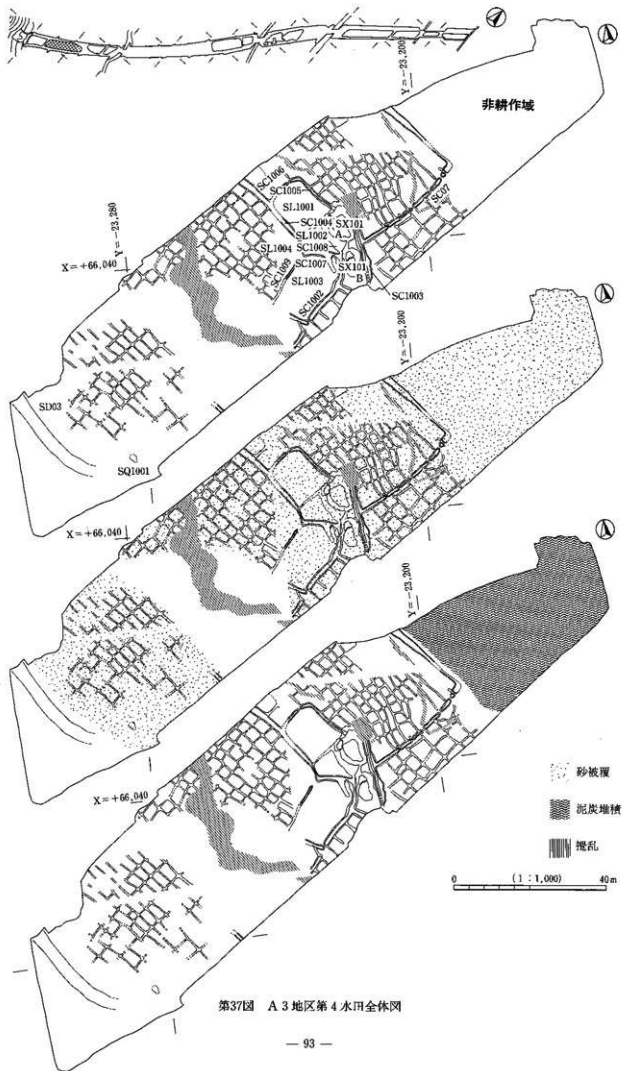 Y=-23,200
非耕作域
Y=-23,280
X=+66,040
SC1006
SC1005
SL1001
SC1004
SX101
A
SL1002
SL1004
SC1008
SC1007
SX101
B
SC1009
SL1003
SC1002
SC1003
SC07
SD03
SQ1001
Y=-23,200
X=+66,040
Y=-23,200
X=+66,040
砂被覆
泥炭堆積
攪乱
0 (1:1,000) 40m
第37図 A3地区第4水田全体図
— 93 —